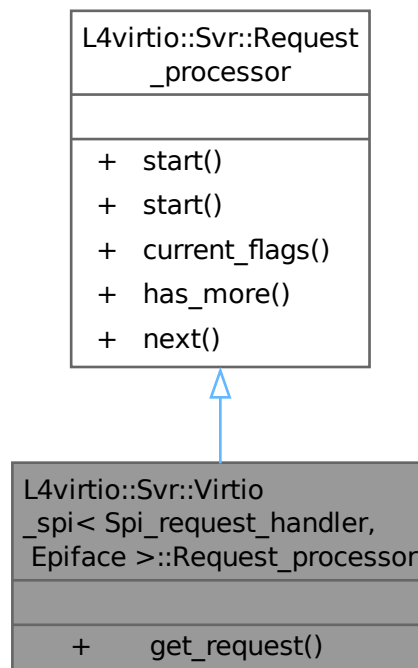 L4virtio::Svr::Request
_processor
+ start()
+ start()
+ current_flags()
+ has_more()
+ next()
L4virtio::Svr::Virtio
_spi< Spi_request_handler,
Epiface >::Request_processor
+ get_request()